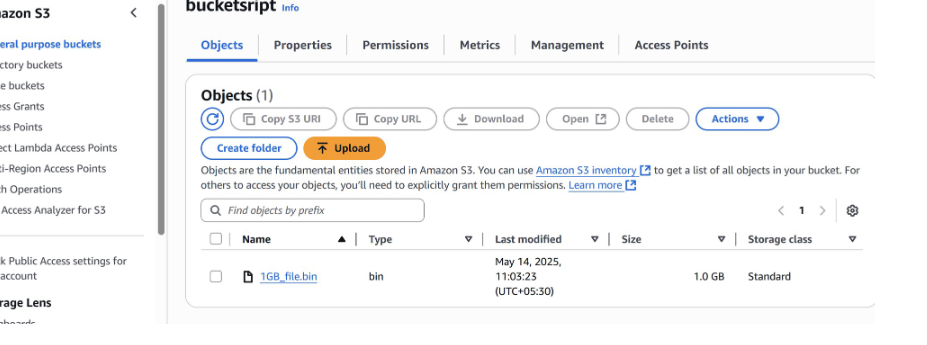 azon S3
eral purpose buckets
ctory buckets
e buckets
ess Grants
ss Points
ect Lambda Access Points
ti-Region Access Points
h Operations
Access Analyzer for S3
k Public Access settings for
account
rage Lens
bucketsript Info
Objects
Properties
Permissions
Metrics
Management
Access Points
Objects (1)
Copy S3 URI
Copy URL
Download
Open
Delete
Actions
Create folder
Upload
Objects are the fundamental entities stored in Amazon S3. You can use Amazon S3 inventory to get a list of all objects in your bucket. For
others to access your objects, you'll need to explicitly grant them permissions. Learn more
Find objects by prefix
1
Name
Type
Last modified
Size
Storage class
1GB_file.bin
bin
May 14, 2025,
11:03:23
(UTC+05:30)
1.0 GB
Standard